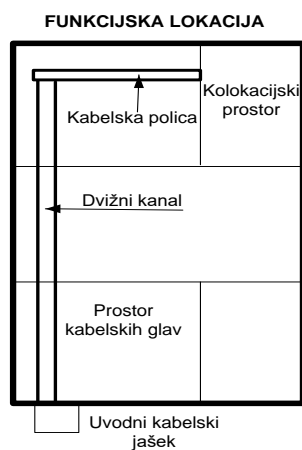 FUNKCIJSKA LOKACIJA
Kolokacijski
prostor
Kabelska polica
Dvižni kanal
Prostor
kabelskih glav
Uvodni kabelski
jašek